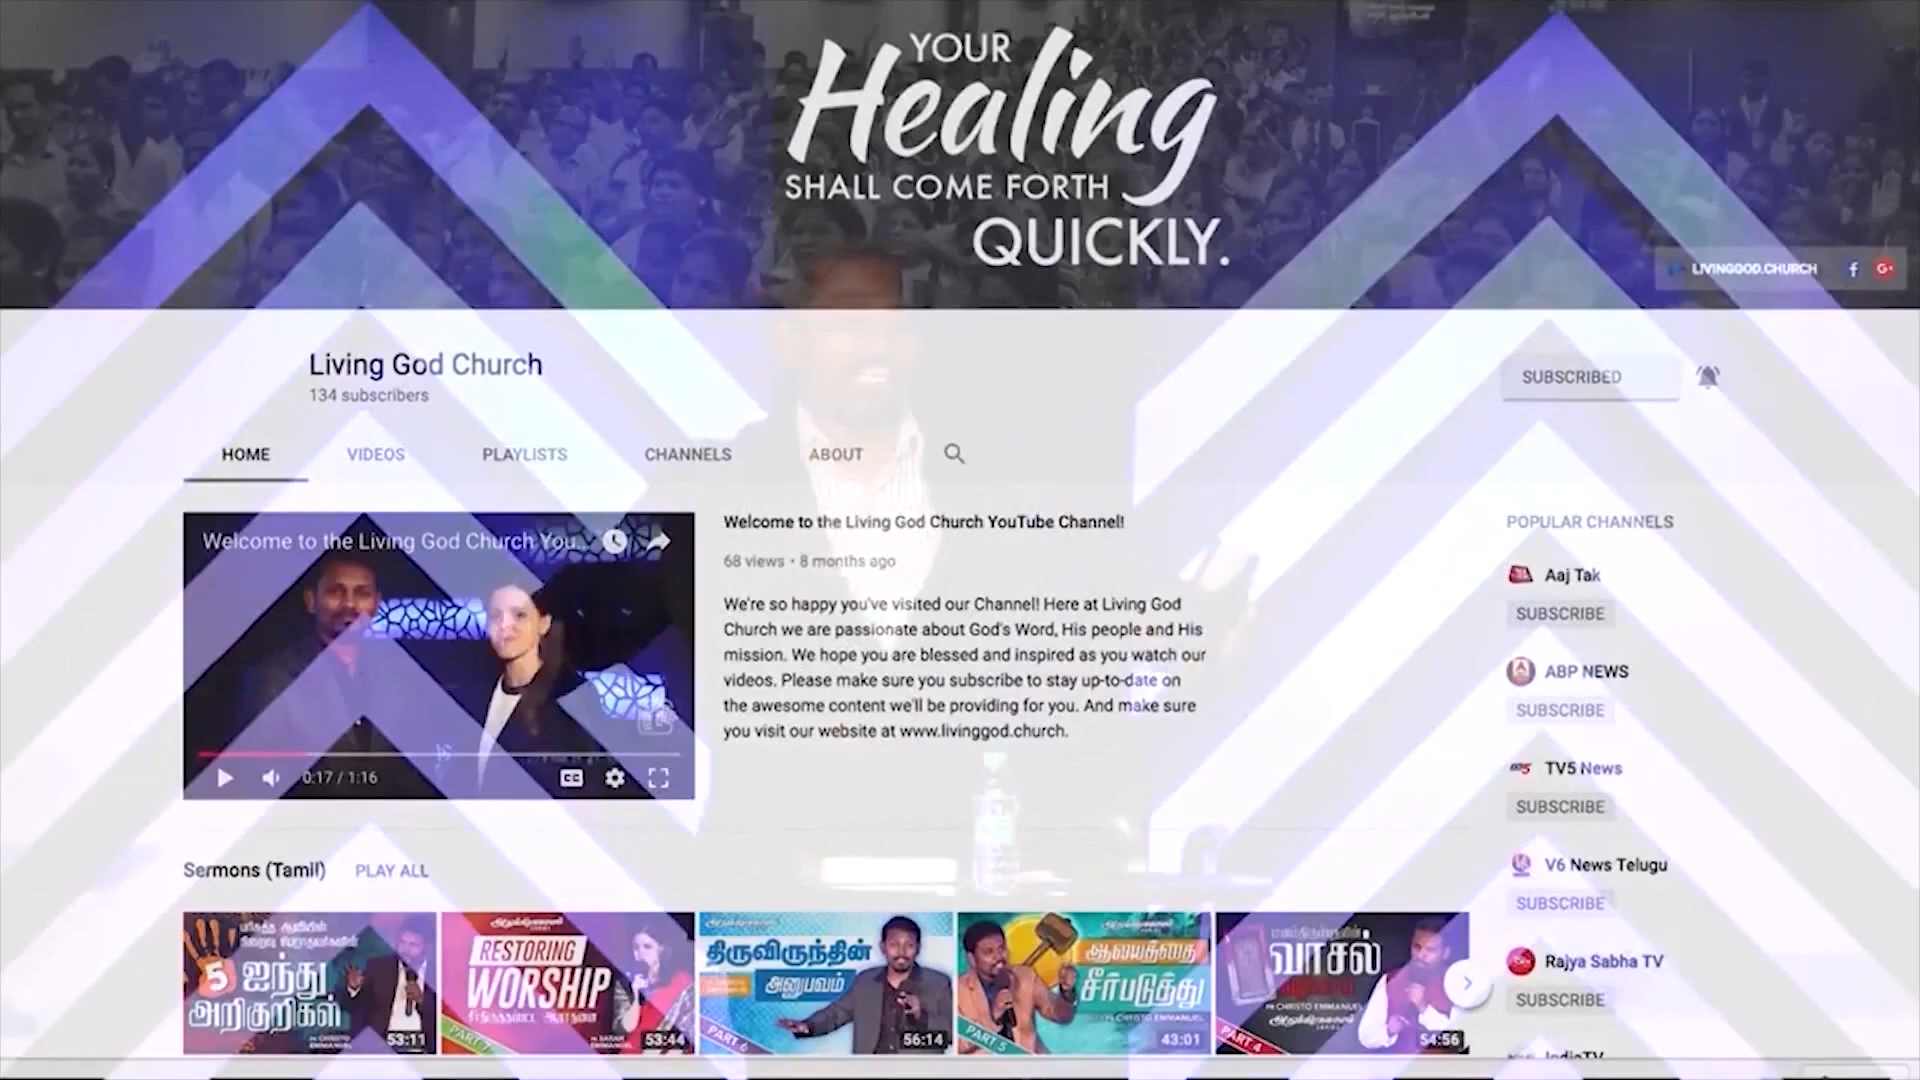 YOUR
Healing
SHALL COME FORTH
QUICKLY.
LIVINGGOD.CHURCH
Living God Church
134 subscribers
SUBSCRIBED
HOME VIDEOS PLAYLISTS CHANNELS ABOUT
Welcome to the Living God Church You...
0:17 / 1:16
Welcome to the Living God Church YouTube Channel!
68 views • 8 months ago
We're so happy you've visited our Channel! Here at Living God
Church we are passionate about God's Word, His people and His
mission. We hope you are blessed and inspired as you watch our
videos. Please make sure you subscribe to stay up-to-date on
the awesome content we'll be providing for you. And make sure
you visit our website at www.livinggod.church.
POPULAR CHANNELS
Aaj Tak
SUBSCRIBE
ABP NEWS
SUBSCRIBE
TV5 News
SUBSCRIBE
V6 News Telugu
SUBSCRIBE
Rajya Sabha TV
SUBSCRIBE
IndiaTV
Sermons (Tamil) PLAY ALL
5 ஐந்து
அறிகுறிகள்
53:11
RESTORING
WORSHIP
53:44
திருவிருந்தின்
அனுபவம்
PART 6
56:14
ஆலயத்தை
சீர்படுத்து
CHRISTO EMMANUEL
PART 5
43:01
வாசல்
PR CHRISTO EMMANUEL
PART 4
54:56